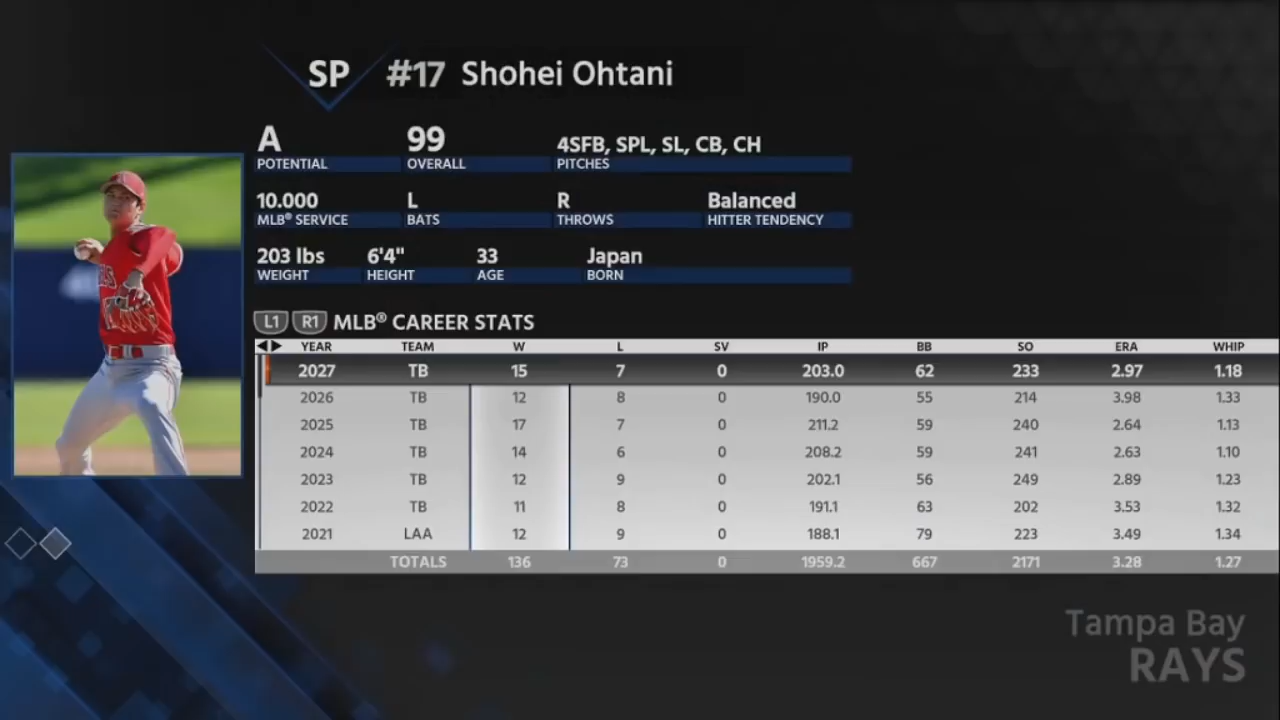 SP #17 Shohei Ohtani
A 99 4SFB, SPL, SL, CB, CH
POTENTIAL OVERALL PITCHES
10.000 L R Balanced
MLB® SERVICE BATS THROWS HITTER TENDENCY
203 lbs 6'4" 33 Japan
WEIGHT HEIGHT AGE BORN
L1 R1 MLB® CAREER STATS
YEAR TEAM W L SV IP BB SO ERA WHIP
2027 TB 15 7 0 203.0 62 233 2.97 1.18
2026 TB 12 8 0 190.0 55 214 3.98 1.33
2025 TB 17 7 0 211.2 59 240 2.64 1.13
2024 TB 14 6 0 208.2 59 241 2.63 1.10
2023 TB 12 9 0 202.1 56 249 2.89 1.23
2022 TB 11 8 0 191.1 63 202 3.53 1.32
2021 LAA 12 9 0 188.1 79 223 3.49 1.34
TOTALS 136 73 0 1959.2 667 2171 3.28 1.27
Tampa Bay
RAYS